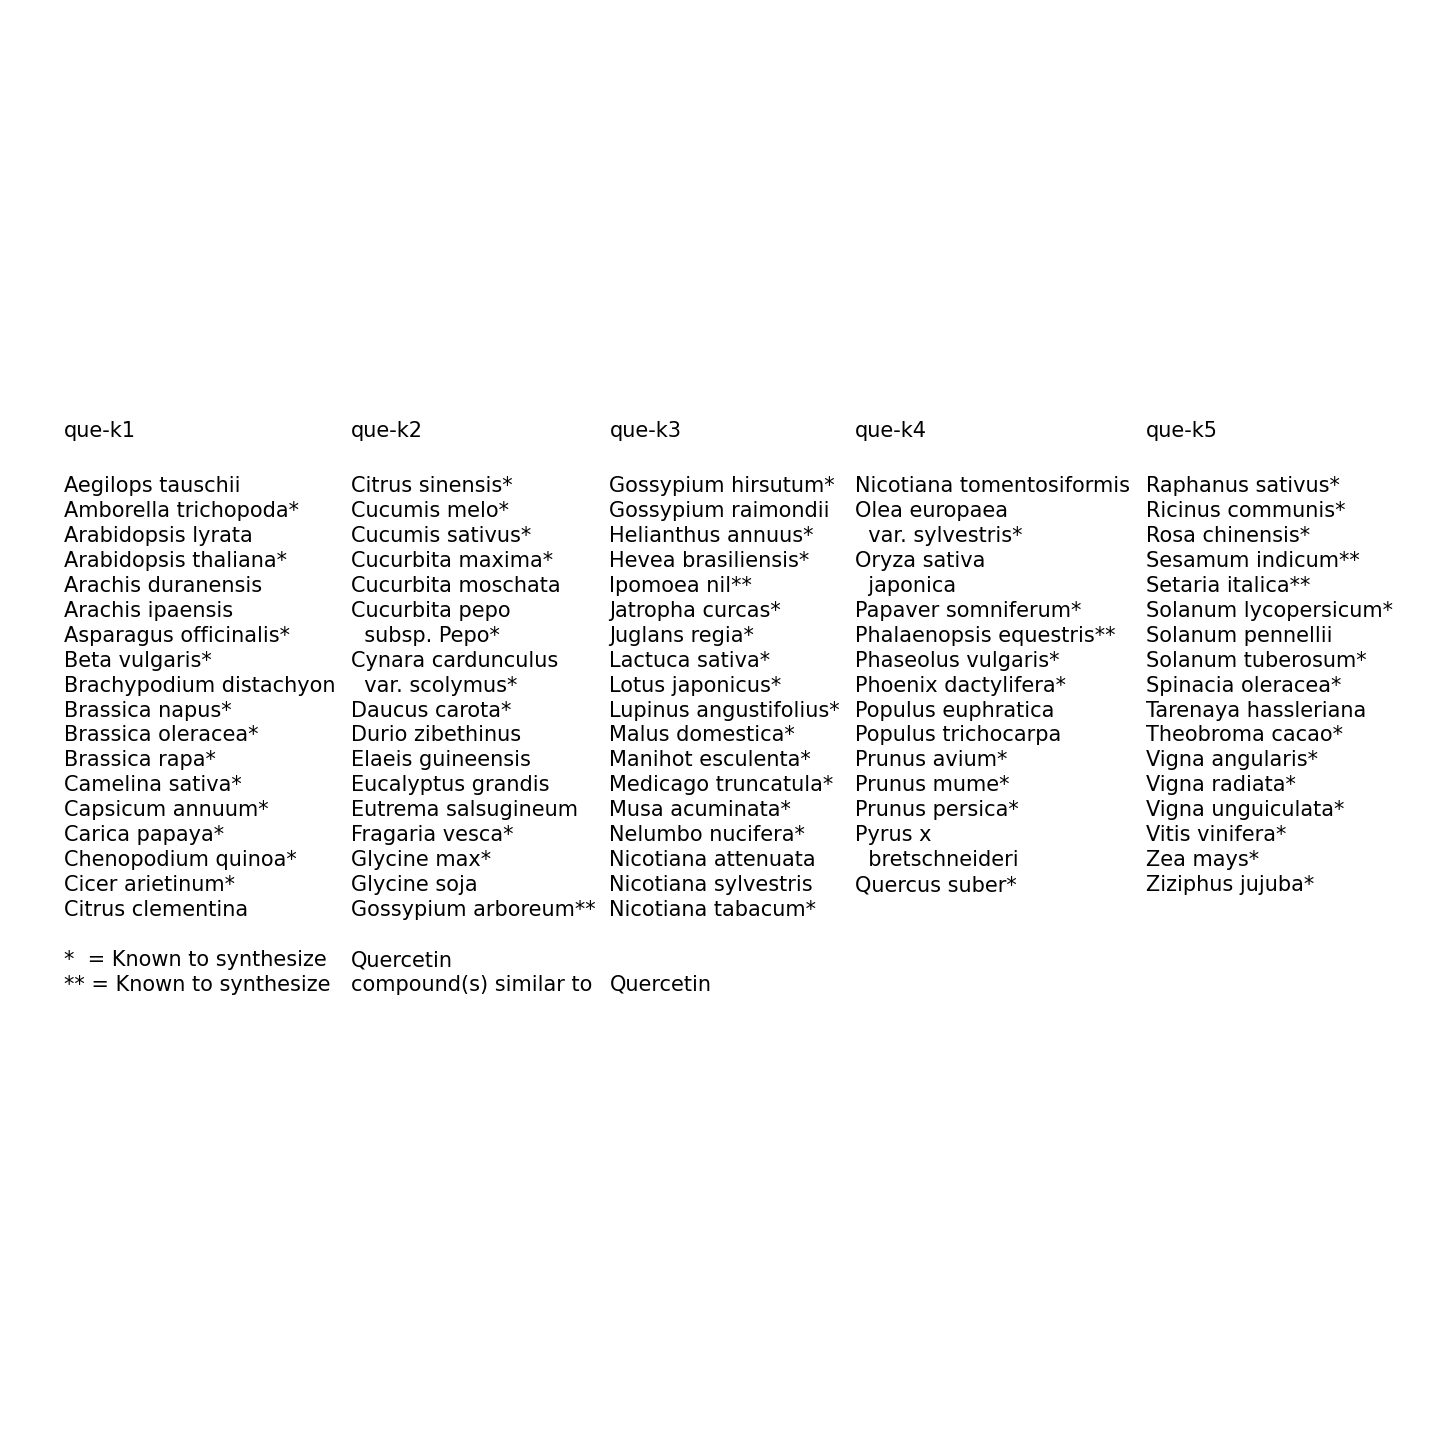 que-k1
Aegilops tauschii
Amborella trichopoda*
Arabidopsis lyrata
Arabidopsis thaliana*
Arachis duranensis
Arachis ipaensis
Asparagus officinalis*
Beta vulgaris*
Brachypodium distachyon
Brassica napus*
Brassica oleracea*
Brassica rapa*
Camelina sativa*
Capsicum annuum*
Carica papaya*
Chenopodium quinoa*
Cicer arietinum*
Citrus clementina
que-k2
Citrus sinensis*
Cucumis melo*
Cucumis sativus*
Cucurbita maxima*
Cucurbita moschata
Cucurbita pepo
subsp. Pepo*
Cynara cardunculus
var. scolymus*
Daucus carota*
Durio zibethinus
Elaeis guineensis
Eucalyptus grandis
Eutrema salsugineum
Fragaria vesca*
Glycine max*
Glycine soja
Gossypium arboreum**
que-k3
Gossypium hirsutum*
Gossypium raimondii
Helianthus annuus*
Hevea brasiliensis*
Ipomoea nil**
Jatropha curcas*
Juglans regia*
Lactuca sativa*
Lotus japonicus*
Lupinus angustifolius*
Malus domestica*
Manihot esculenta*
Medicago truncatula*
Musa acuminata*
Nelumbo nucifera*
Nicotiana attenuata
Nicotiana sylvestris
Nicotiana tabacum*
que-k4
Nicotiana tomentosiformis
Olea europaea
var. sylvestris*
Oryza sativa
japonica
Papaver somniferum*
Phalaenopsis equestris**
Phaseolus vulgaris*
Phoenix dactylifera*
Populus euphratica
Populus trichocarpa
Prunus avium*
Prunus mume*
Prunus persica*
Pyrus x
bretschneideri
Quercus suber*
que-k5
Raphanus sativus*
Ricinus communis*
Rosa chinensis*
Sesamum indicum**
Setaria italica**
Solanum lycopersicum*
Solanum pennellii
Solanum tuberosum*
Spinacia oleracea*
Tarenaya hassleriana
Theobroma cacao*
Vigna angularis*
Vigna radiata*
Vigna unguiculata*
Vitis vinifera*
Zea mays*
Ziziphus jujuba*
* = Known to synthesize Quercetin
** = Known to synthesize compound(s) similar to Quercetin